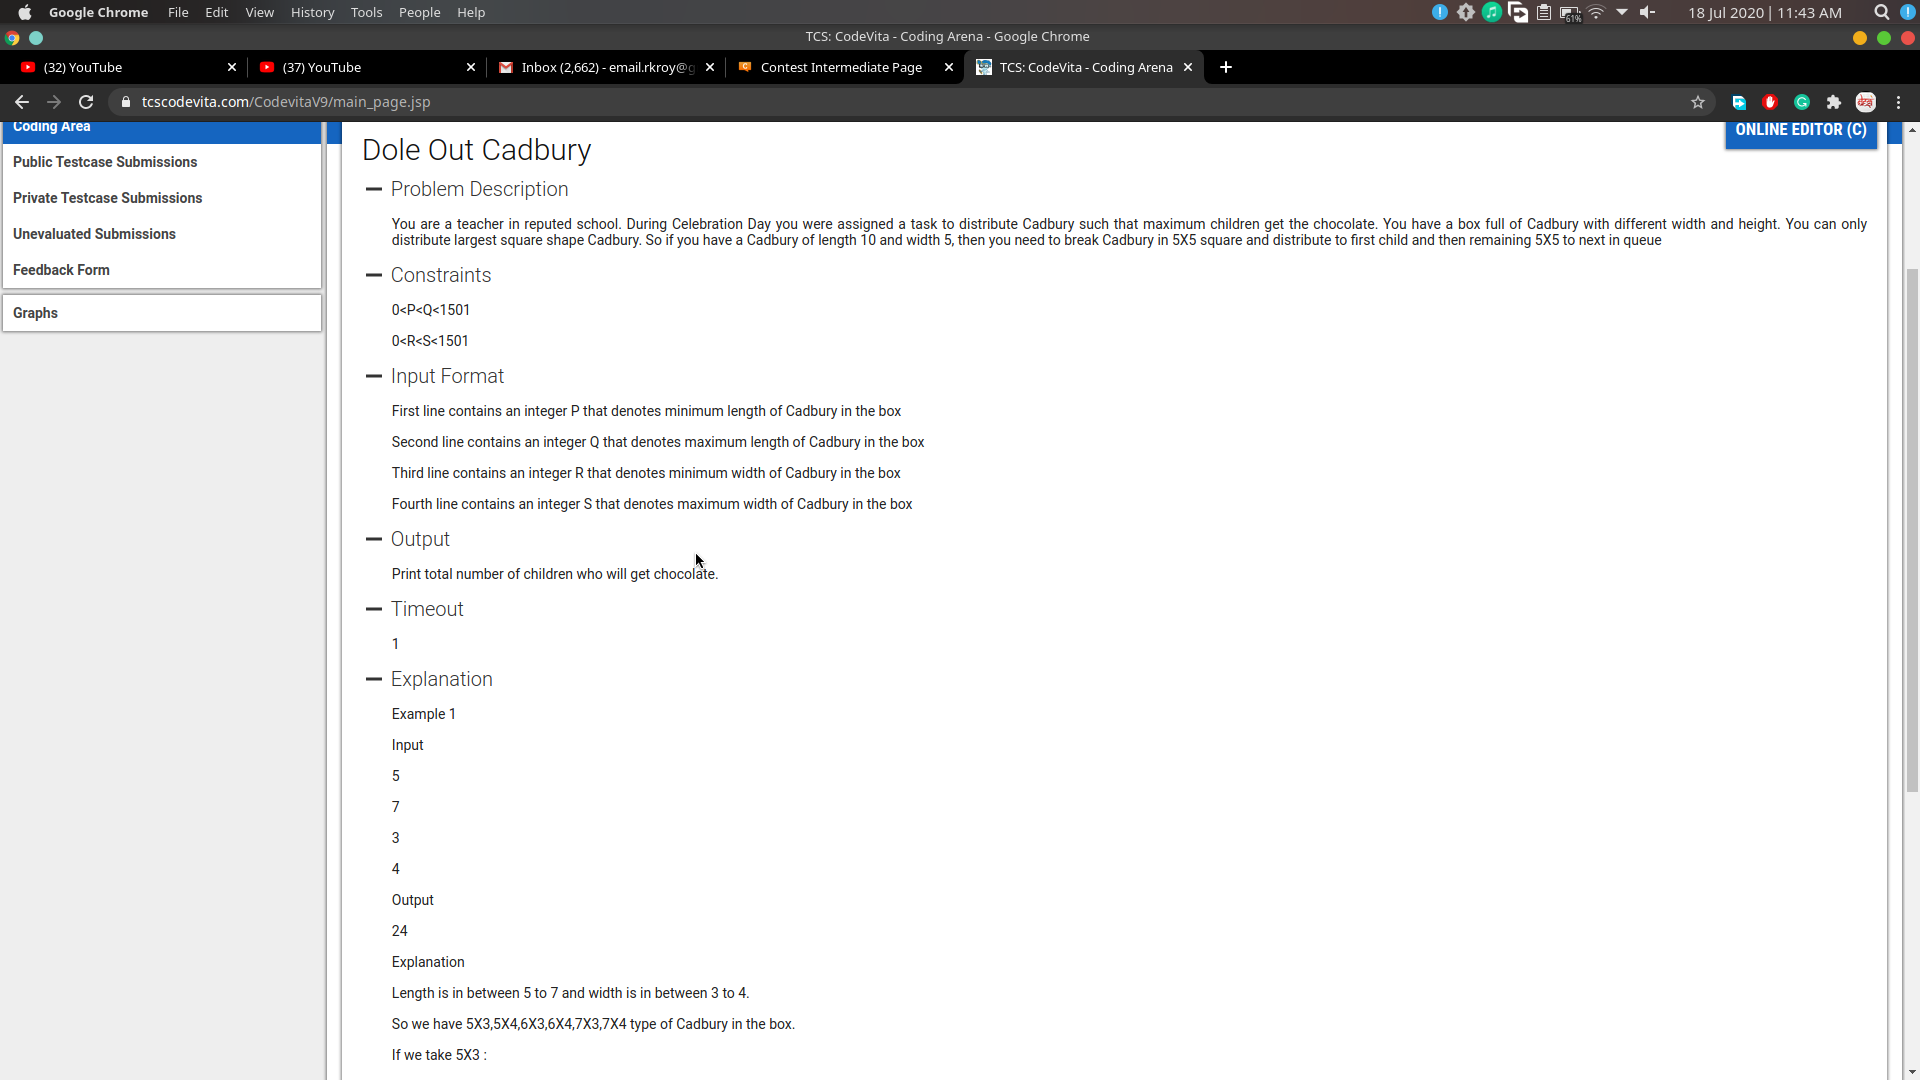 Google Chrome File Edit View History Tools People Help 61% 18 Jul 2020 | 11:43 AM
TCS: CodeVita - Coding Arena - Google Chrome
(32) YouTube (37) YouTube Inbox (2,662) - email.rkroy@g Contest Intermediate Page TCS: CodeVita - Coding Arena
tcscodevita.com/CodevitaV9/main_page.jsp
Coding Area
Public Testcase Submissions
Private Testcase Submissions
Unevaluated Submissions
Feedback Form
Graphs
ONLINE EDITOR (C)
Dole Out Cadbury
Problem Description
You are a teacher in reputed school. During Celebration Day you were assigned a task to distribute Cadbury such that maximum children get the chocolate. You have a box full of Cadbury with different width and height. You can only
distribute largest square shape Cadbury. So if you have a Cadbury of length 10 and width 5, then you need to break Cadbury in 5X5 square and distribute to first child and then remaining 5X5 to next in queue
Constraints
0<P<Q<1501
0<R<S<1501
Input Format
First line contains an integer P that denotes minimum length of Cadbury in the box
Second line contains an integer Q that denotes maximum length of Cadbury in the box
Third line contains an integer R that denotes minimum width of Cadbury in the box
Fourth line contains an integer S that denotes maximum width of Cadbury in the box
Output
Print total number of children who will get chocolate.
Timeout
1
Explanation
Example 1
Input
5
7
3
4
Output
24
Explanation
Length is in between 5 to 7 and width is in between 3 to 4.
So we have 5X3,5X4,6X3,6X4,7X3,7X4 type of Cadbury in the box.
If we take 5X3 :